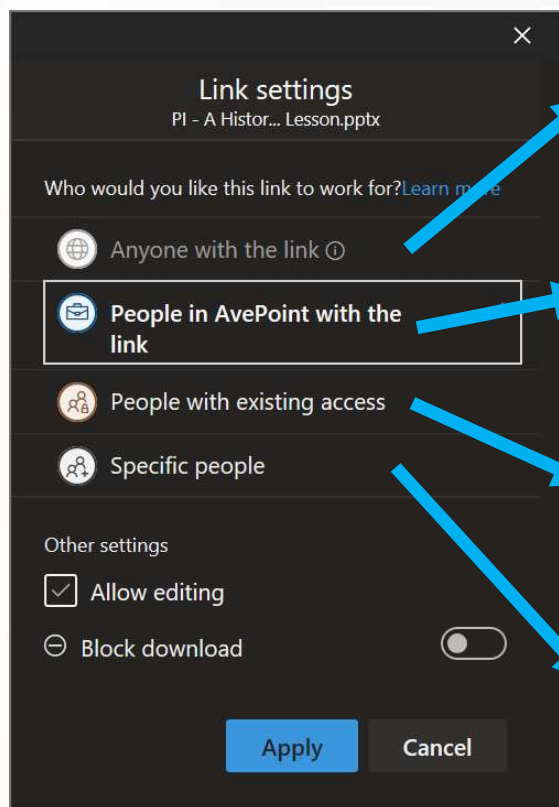 Link settings
PI - A Histor... Lesson.pptx
Who would you like this link to work for?Learn more
Anyone with the link
People in AvePoint with the
link
People with existing access
Specific people
Other settings
Allow editing
Block download
Apply Cancel